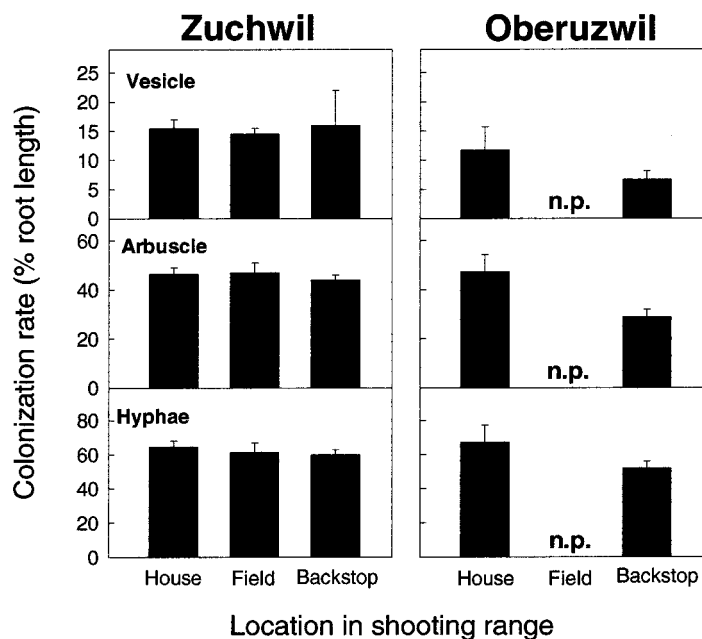 Zuchwil
Oberuzwil
Colonization rate (% root length)
Vesicle
25
20
15
10
5
0
n.p.
Arbuscle
60
40
20
0
n.p.
Hyphae
80
60
40
20
0
n.p.
House Field Backstop
House Field Backstop
Location in shooting range